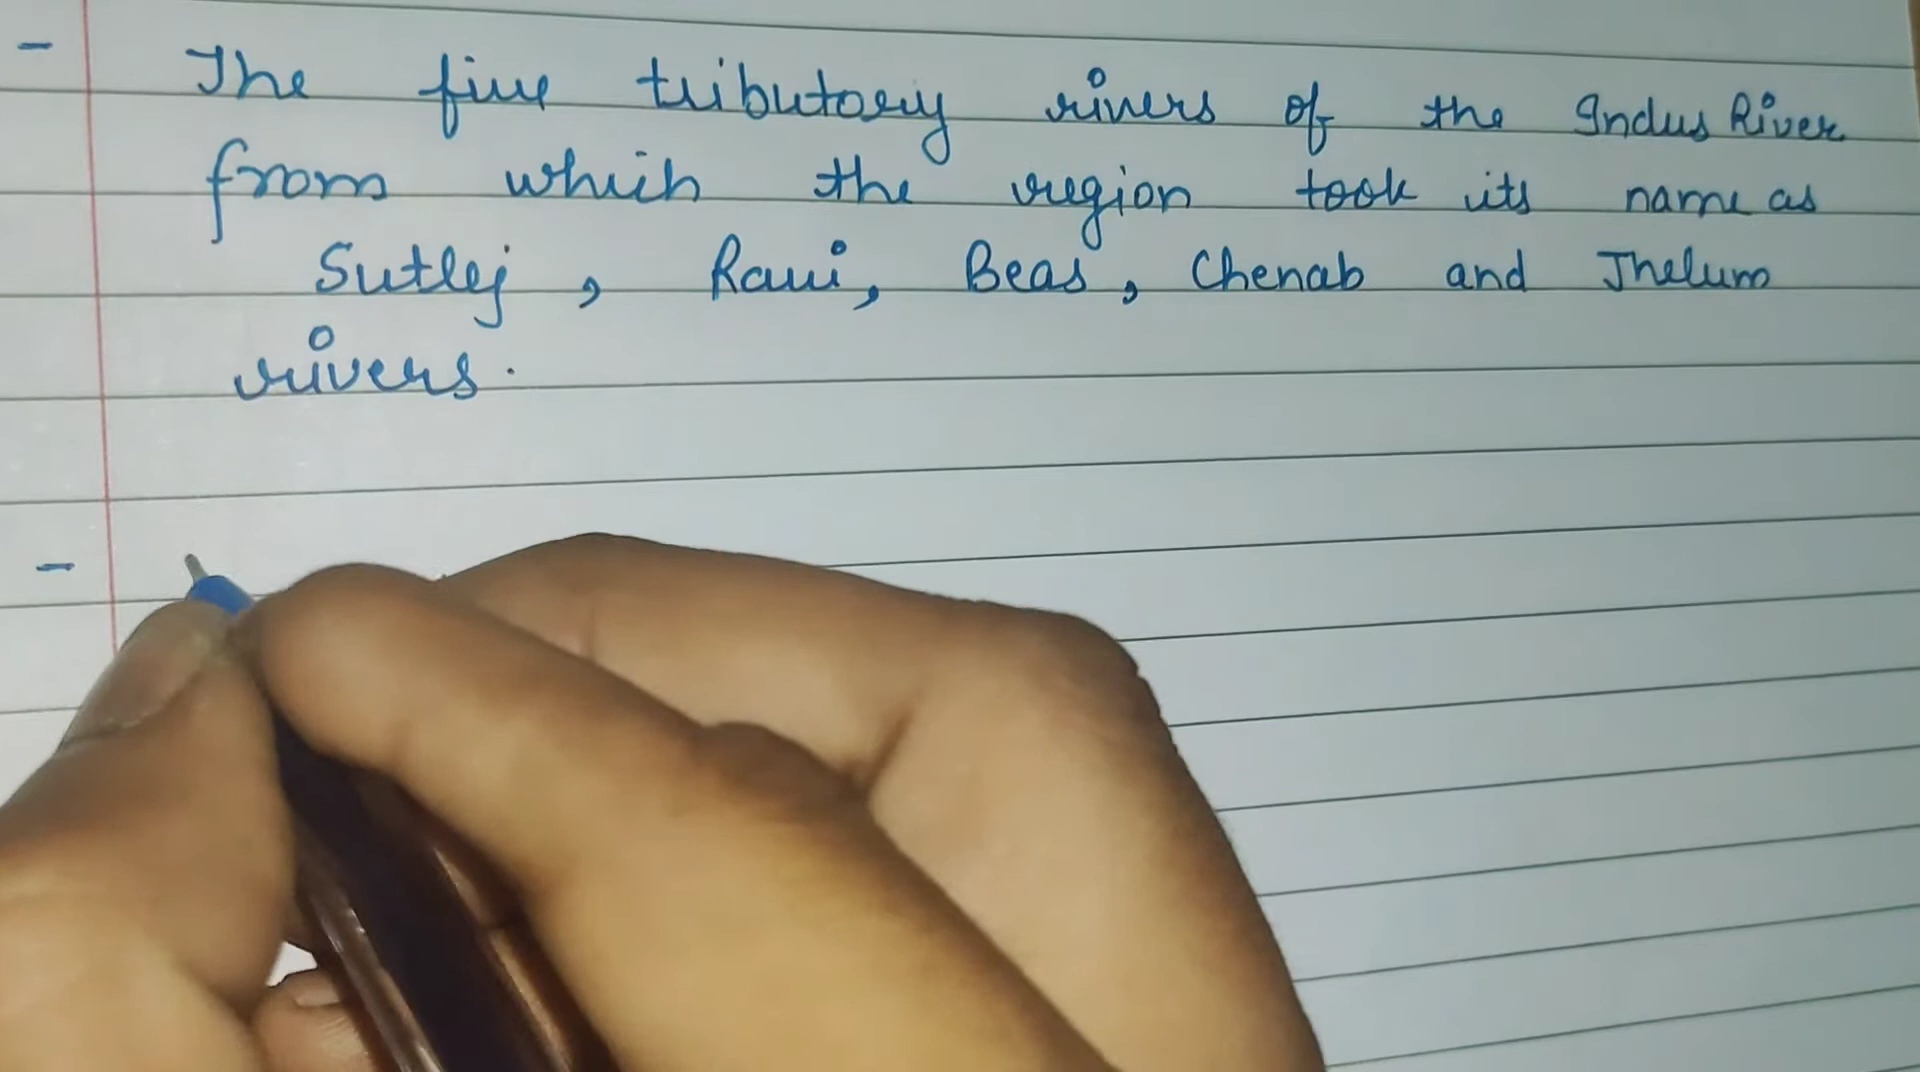 - The five tributory rivers of the Indus River
from which the region took its name as
Sutlej, Ravi, Beas, Chenab and Jhelum
rivers.
-